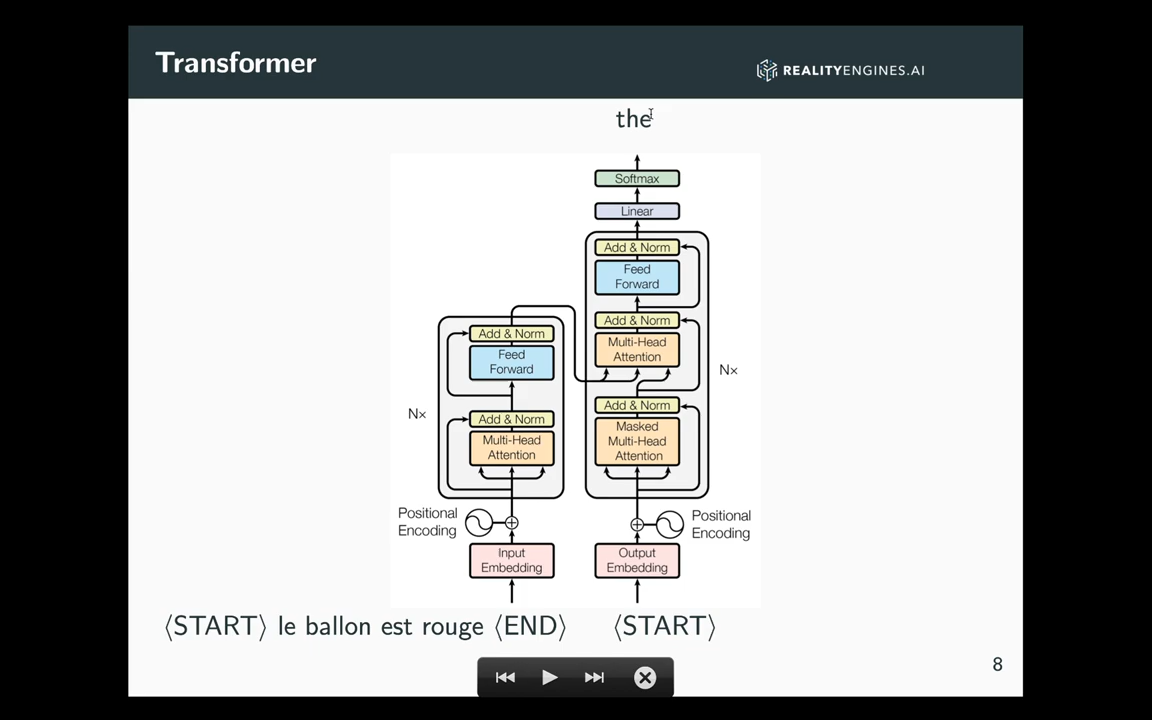 Transformer
REALITYENGINES.AI
the
Softmax
Linear
Add & Norm
Feed
Forward
Add & Norm
Multi-Head
Attention
Add & Norm
Masked
Multi-Head
Attention
N×
Add & Norm
Feed
Forward
Add & Norm
Multi-Head
Attention
N×
Positional
Encoding
Positional
Encoding
Input
Embedding
Output
Embedding
⟨START⟩ le ballon est rouge ⟨END⟩
⟨START⟩
8